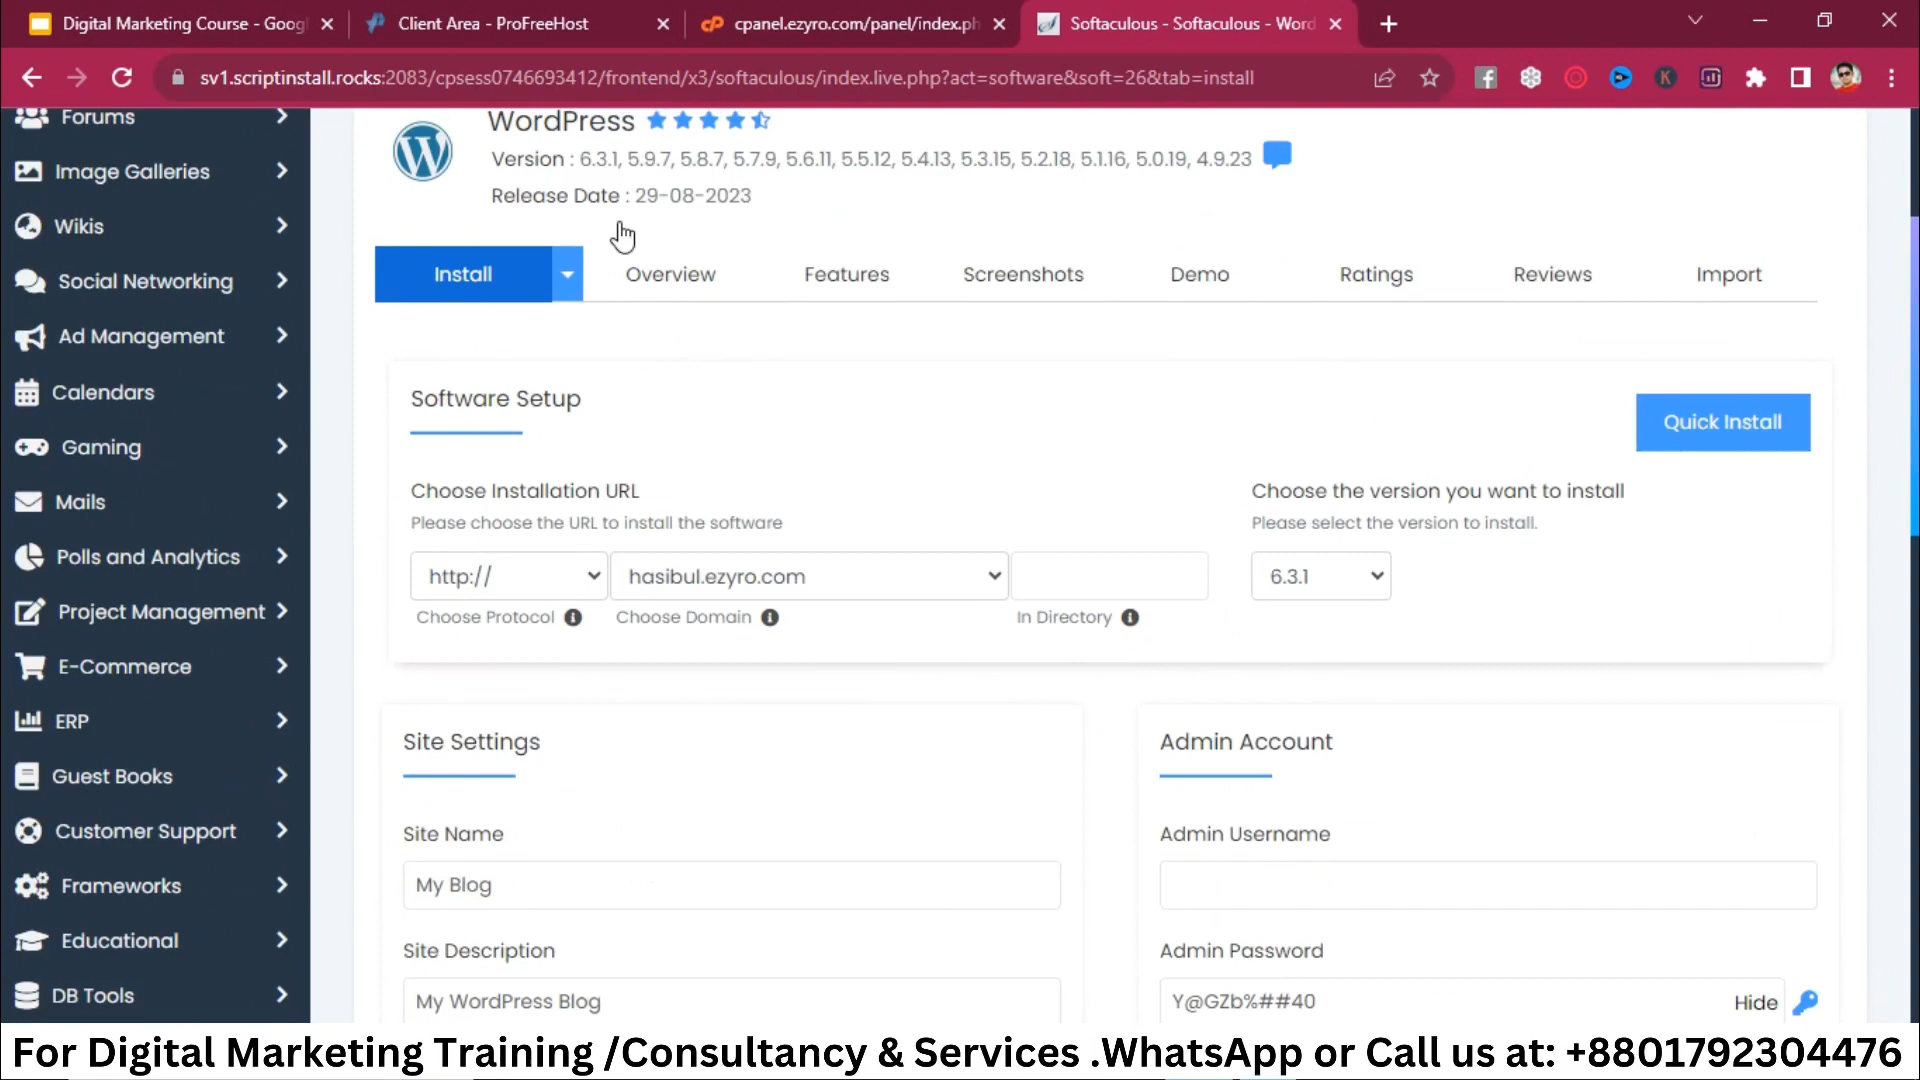 Digital Marketing Course - Goog
Client Area - ProFreeHost
cpanel.ezyro.com/panel/index.ph
Softaculous - Softaculous - Word
sv1.scriptinstall.rocks:2083/cpsess0746693412/frontend/x3/softaculous/index.live.php?act=software&soft=26&tab=install
Forums
Image Galleries
Wikis
Social Networking
Ad Management
Calendars
Gaming
Mails
Polls and Analytics
Project Management
E-Commerce
ERP
Guest Books
Customer Support
Frameworks
Educational
DB Tools
WordPress
Version : 6.3.1, 5.9.7, 5.8.7, 5.7.9, 5.6.11, 5.5.12, 5.4.13, 5.3.15, 5.2.18, 5.1.16, 5.0.19, 4.9.23
Release Date : 29-08-2023
Install Overview Features Screenshots Demo Ratings Reviews Import
Software Setup
Quick Install
Choose Installation URL
Please choose the URL to install the software
http:// hasibul.ezyro.com
Choose Protocol Choose Domain In Directory
Choose the version you want to install
Please select the version to install.
6.3.1
Site Settings
Site Name
My Blog
Site Description
My WordPress Blog
Admin Account
Admin Username
Admin Password
Y@GZb%##40 Hide
For Digital Marketing Training /Consultancy & Services .WhatsApp or Call us at: +8801792304476